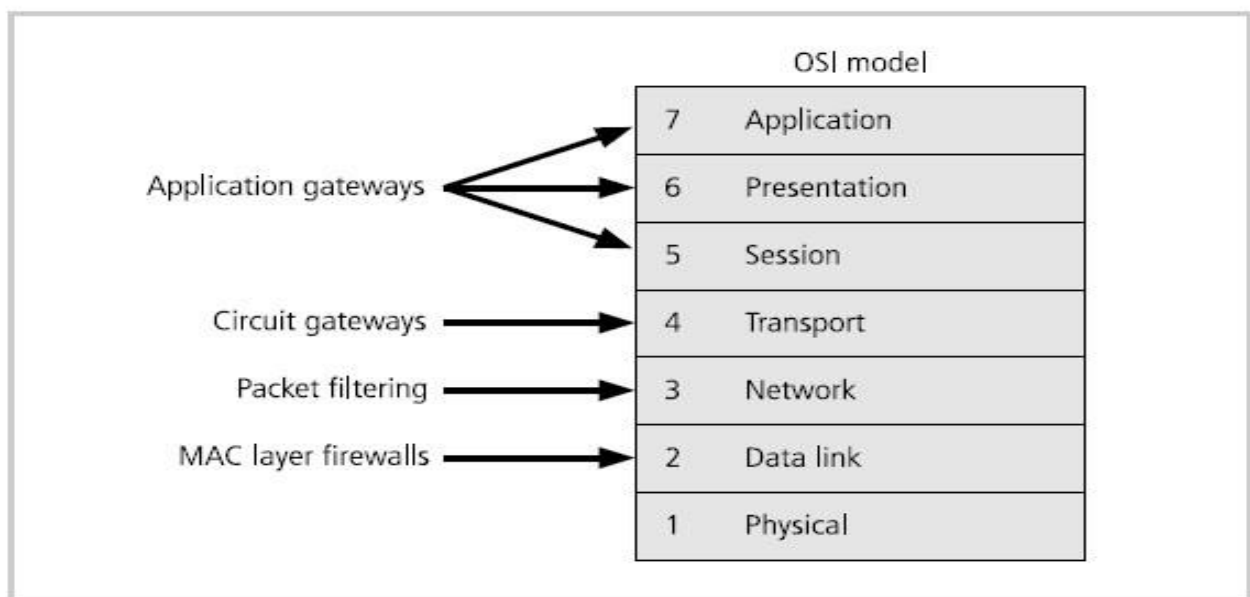 OSI model
7 Application
Application gateways
6 Presentation
5 Session
Circuit gateways
4 Transport
Packet filtering
3 Network
MAC layer firewalls
2 Data link
1 Physical